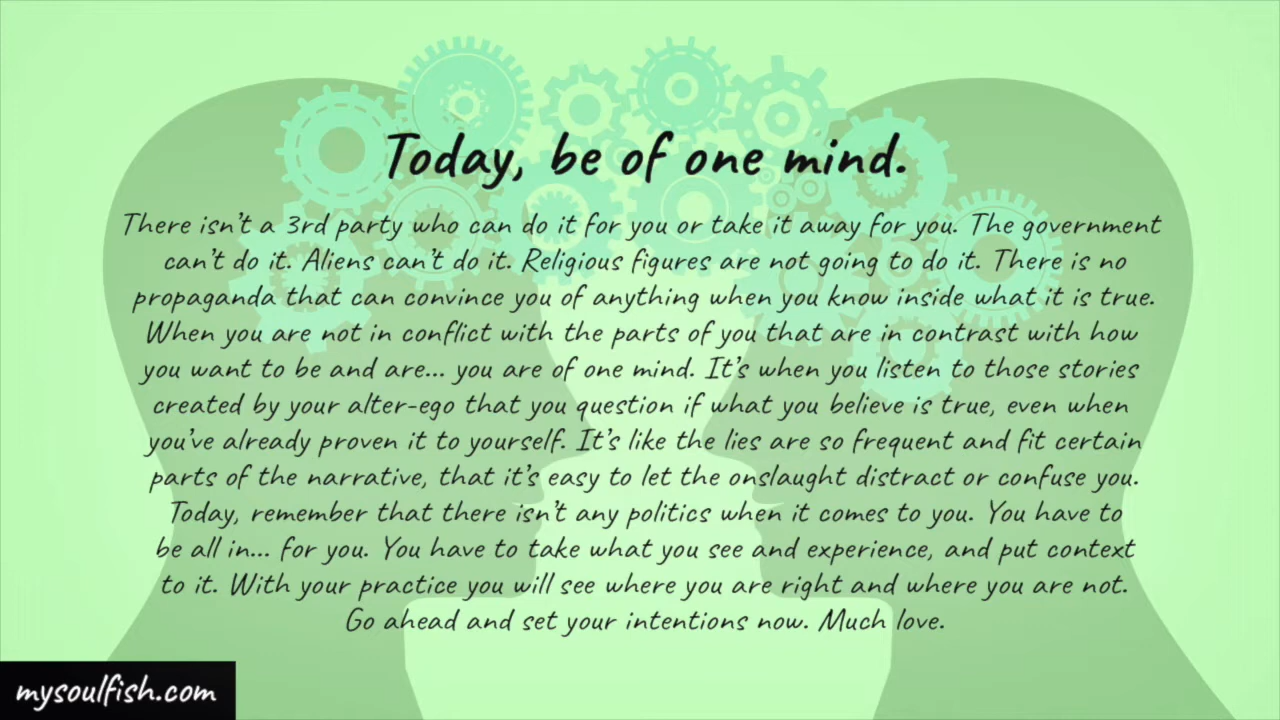 Today, be of one mind.
There isn't a 3rd party who can do it for you or take it away for you. The government
can't do it. Aliens can't do it. Religious figures are not going to do it. There is no
propaganda that can convince you of anything when you know inside what it is true.
When you are not in conflict with the parts of you that are in contrast with how
you want to be and are... you are of one mind. It's when you listen to those stories
created by your alter-ego that you question if what you believe is true, even when
you've already proven it to yourself. It's like the lies are so frequent and fit certain
parts of the narrative, that it's easy to let the onslaught distract or confuse you.
Today, remember that there isn't any politics when it comes to you. You have to
be all in... for you. You have to take what you see and experience, and put context
to it. With your practice you will see where you are right and where you are not.
Go ahead and set your intentions now. Much love.
mysoulfish.com